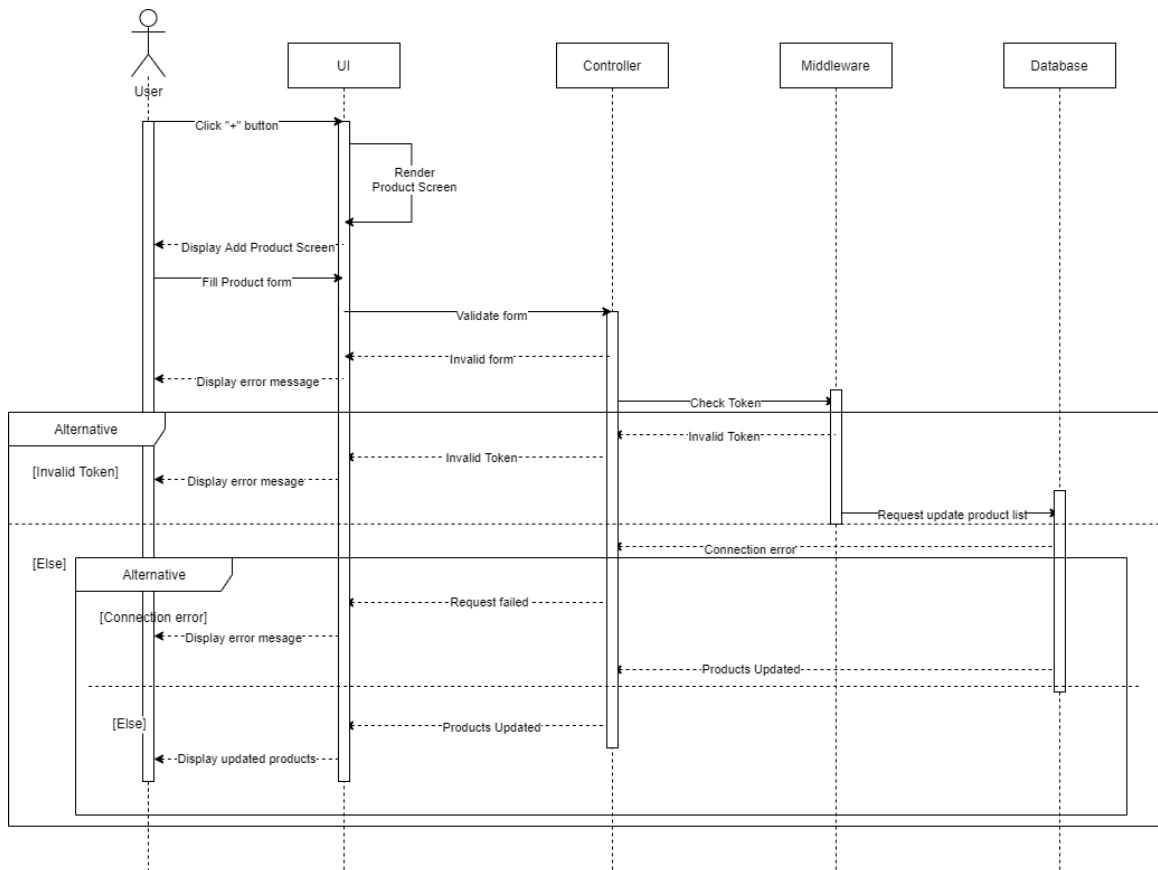 User
UI
Controller
Middleware
Database
Click "+" button
Render
Product Screen
Display Add Product Screen
Fill Product form
Validate form
Invalid form
Display error message
Check Token
Alternative
Invalid Token
Invalid Token
[Invalid Token]
Display error mesage
Request update product list
Connection error
[Else]
Alternative
Request failed
[Connection error]
Display error mesage
Products Updated
[Else]
Products Updated
Display updated products